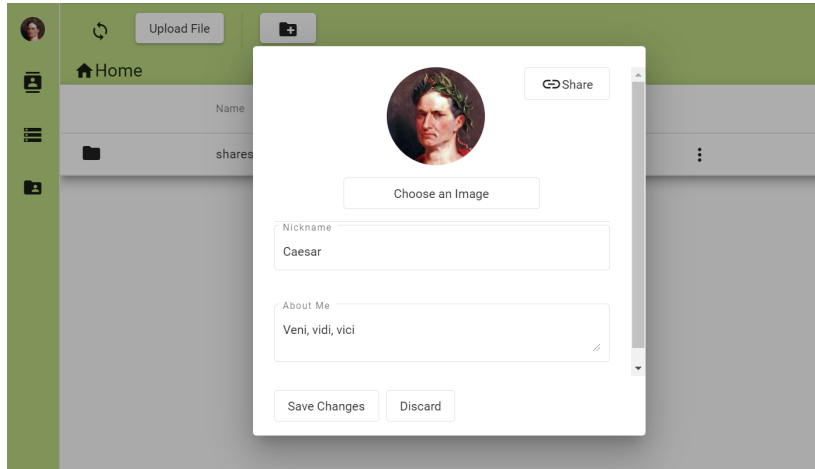 Upload File
Home
Name
shares
Share
Choose an Image
Nickname
Caesar
About Me
Veni, vidi, vici
Save Changes
Discard